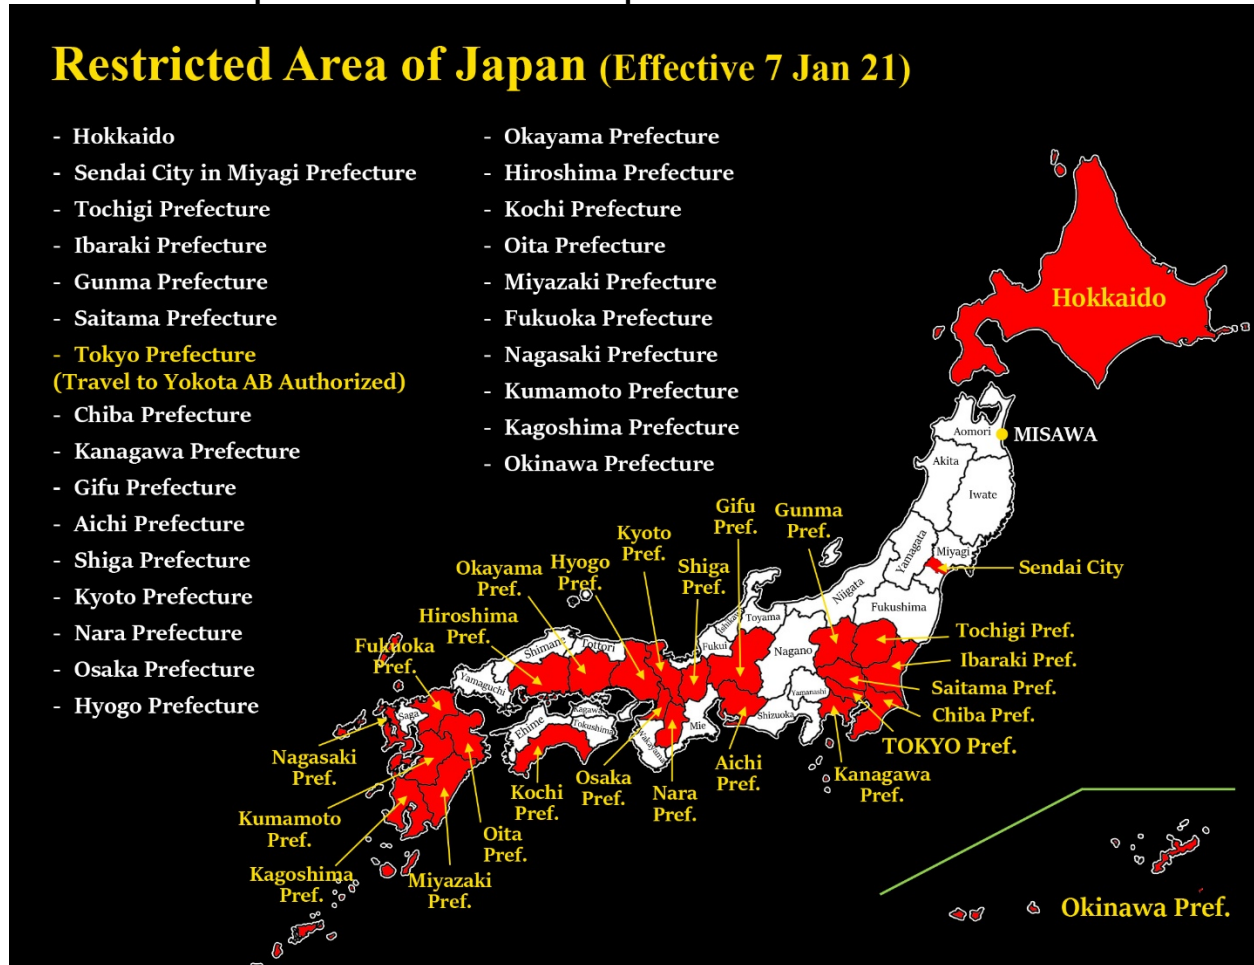 Restricted Area of Japan (Effective 7 Jan 21)
- Hokkaido
- Sendai City in Miyagi Prefecture
- Tochigi Prefecture
- Ibaraki Prefecture
- Gunma Prefecture
- Saitama Prefecture
- Tokyo Prefecture
(Travel to Yokota AB Authorized)
- Chiba Prefecture
- Kanagawa Prefecture
- Gifu Prefecture
- Aichi Prefecture
- Shiga Prefecture
- Kyoto Prefecture
- Nara Prefecture
- Osaka Prefecture
- Hyogo Prefecture
- Okayama Prefecture
- Hiroshima Prefecture
- Kochi Prefecture
- Oita Prefecture
- Miyazaki Prefecture
- Fukuoka Prefecture
- Nagasaki Prefecture
- Kumamoto Prefecture
- Kagoshima Prefecture
- Okinawa Prefecture
Hokkaido
Aomori
MISAWA
Akita
Iwate
Yamagata
Miyagi
Sendai City
Niigata
Fukushima
Gifu
Pref.
Gunma
Pref.
Kyoto
Pref.
Shiga
Pref.
Hyogo
Pref.
Okayama
Pref.
Hiroshima
Pref.
Fukuoka
Pref.
Ishikawa
Toyama
Fukui
Nagano
Yamanashi
Shizuoka
Tottori
Shimane
Yamaguchi
Saga
Ehime
Kagawa
Tokushima
Wakayama
Mie
Tochigi Pref.
Ibaraki Pref.
Saitama Pref.
Chiba Pref.
TOKYO Pref.
Kanagawa
Pref.
Aichi
Pref.
Nara
Pref.
Osaka
Pref.
Kochi
Pref.
Nagasaki
Pref.
Kumamoto
Pref.
Oita
Pref.
Kagoshima
Pref.
Miyazaki
Pref.
Okinawa Pref.